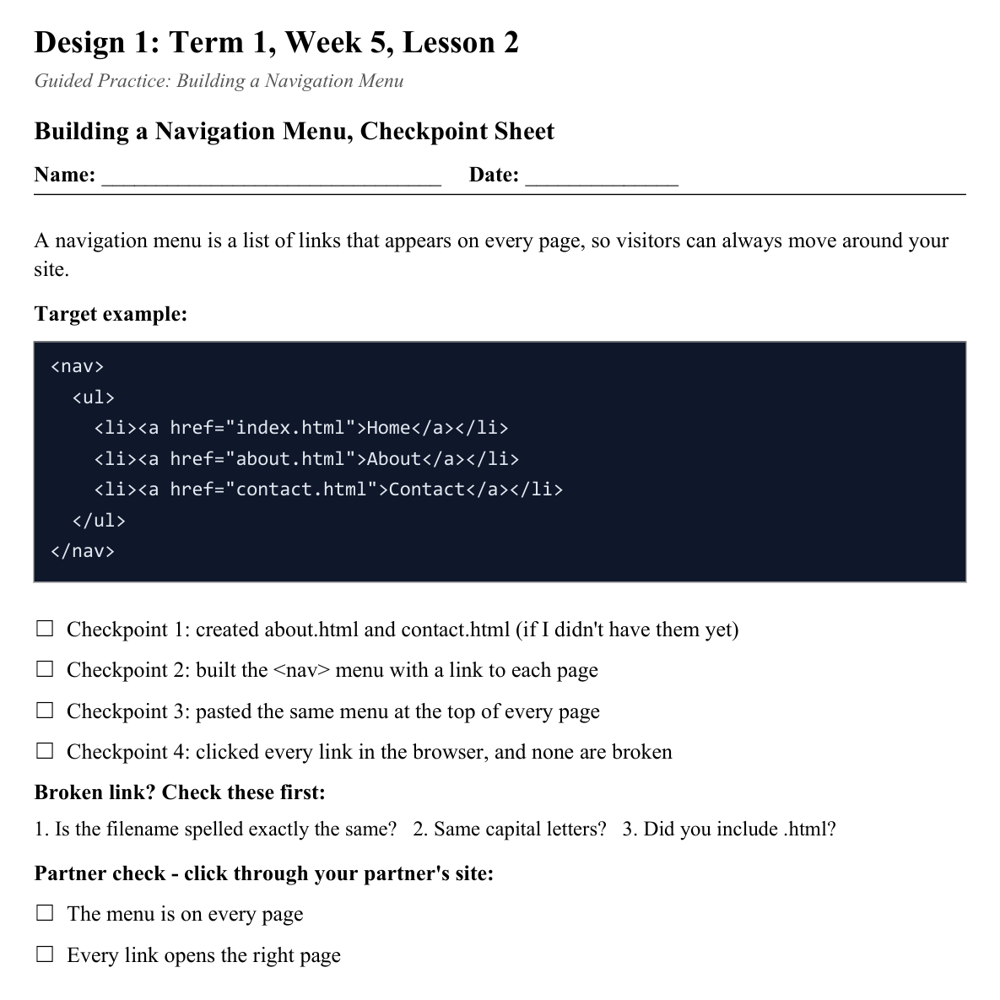 Design 1: Term 1, Week 5, Lesson 2
Guided Practice: Building a Navigation Menu
Building a Navigation Menu, Checkpoint Sheet
Name: _______________________________ Date: ______________
A navigation menu is a list of links that appears on every page, so visitors can always move around your
site.
Target example:
<nav>
  <ul>
    <li><a href="index.html">Home</a></li>
    <li><a href="about.html">About</a></li>
    <li><a href="contact.html">Contact</a></li>
  </ul>
</nav>
☐ Checkpoint 1: created about.html and contact.html (if I didn't have them yet)
☐ Checkpoint 2: built the <nav> menu with a link to each page
☐ Checkpoint 3: pasted the same menu at the top of every page
☐ Checkpoint 4: clicked every link in the browser, and none are broken
Broken link? Check these first:
1. Is the filename spelled exactly the same? 2. Same capital letters? 3. Did you include .html?
Partner check - click through your partner's site:
☐ The menu is on every page
☐ Every link opens the right page